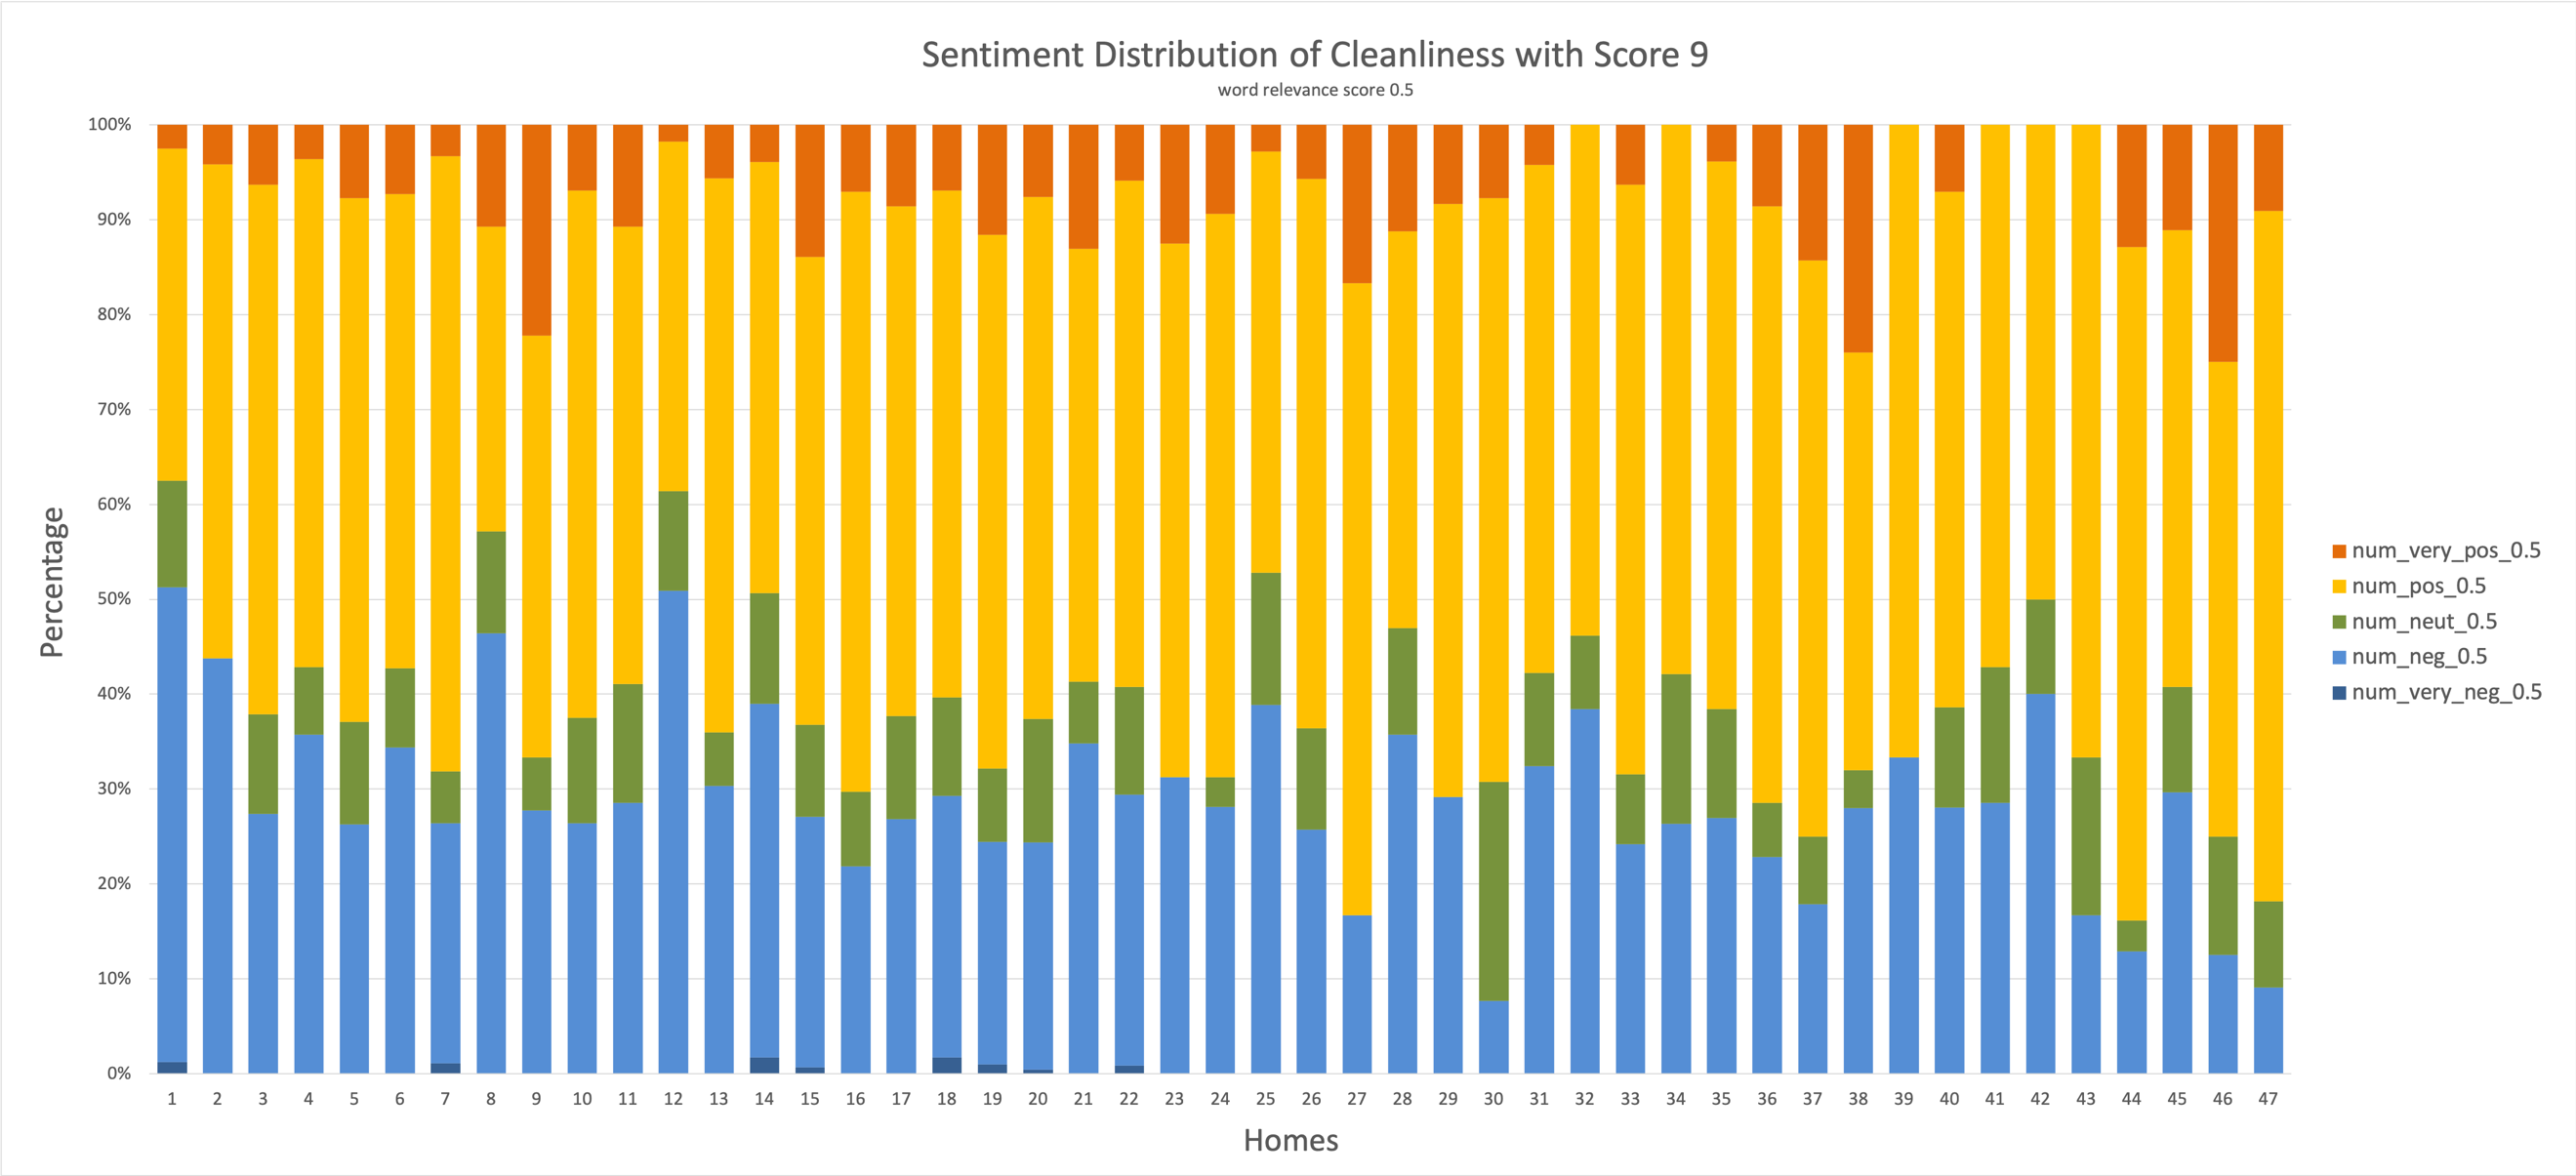 Sentiment Distribution of Cleanliness with Score 9
word relevance score 0.5
Percentage
100%
90%
80%
70%
60%
50%
40%
30%
20%
10%
0%
1 2 3 4 5 6 7 8 9 10 11 12 13 14 15 16 17 18 19 20 21 22 23 24 25 26 27 28 29 30 31 32 33 34 35 36 37 38 39 40 41 42 43 44 45 46 47
Homes
num_very_pos_0.5
num_pos_0.5
num_neut_0.5
num_neg_0.5
num_very_neg_0.5